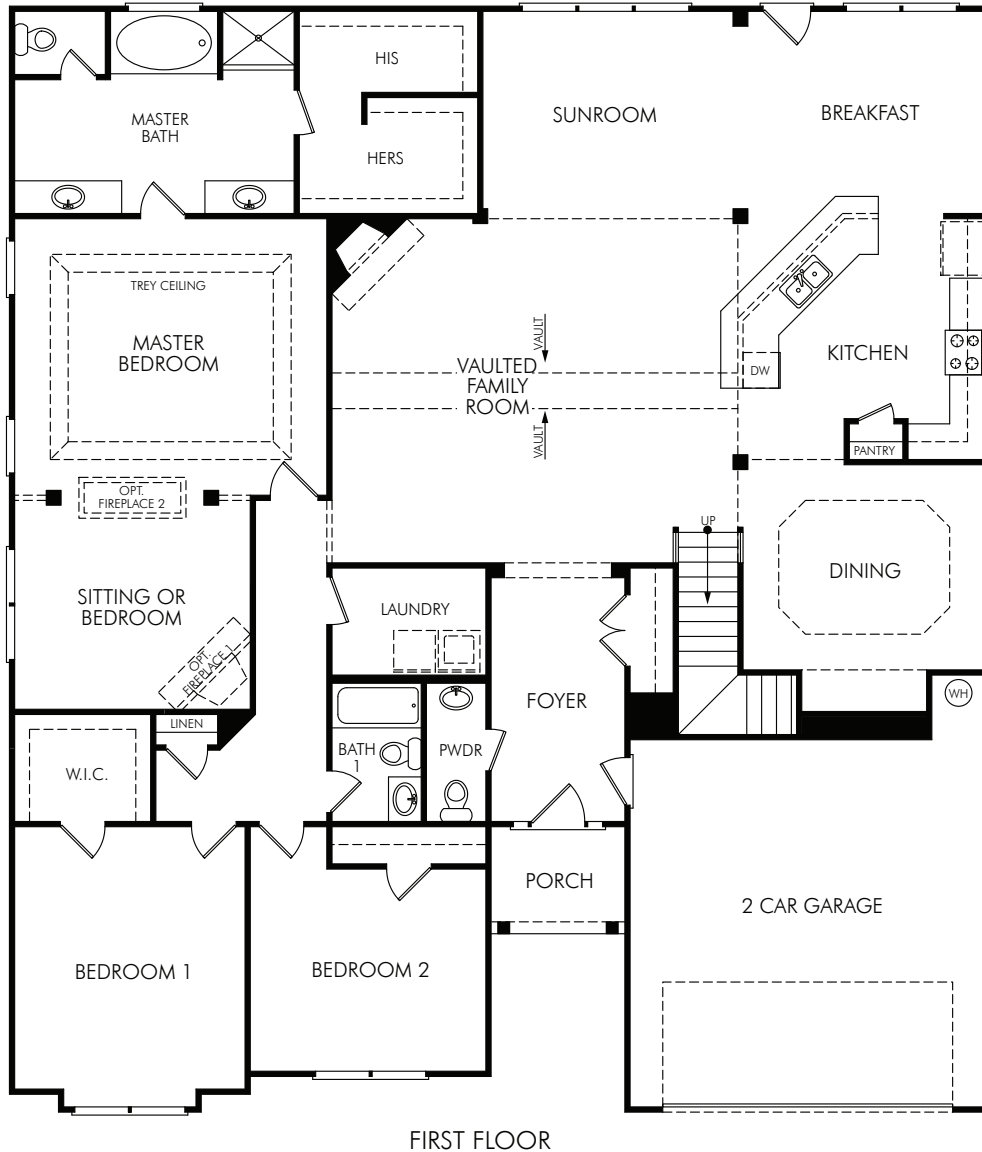 HIS
MASTER
BATH
HERS
SUNROOM
BREAKFAST
TREY CEILING
MASTER
BEDROOM
VAULT
VAULTED
FAMILY
ROOM
VAULT
KITCHEN
DW
PANTRY
OPT.
FIREPLACE 2
UP
DINING
SITTING OR
BEDROOM
OPT.
FIREPLACE 1
LAUNDRY
FOYER
WH
LINEN
W.I.C.
BATH
1
PWDR
PORCH
2 CAR GARAGE
BEDROOM 1
BEDROOM 2
FIRST FLOOR